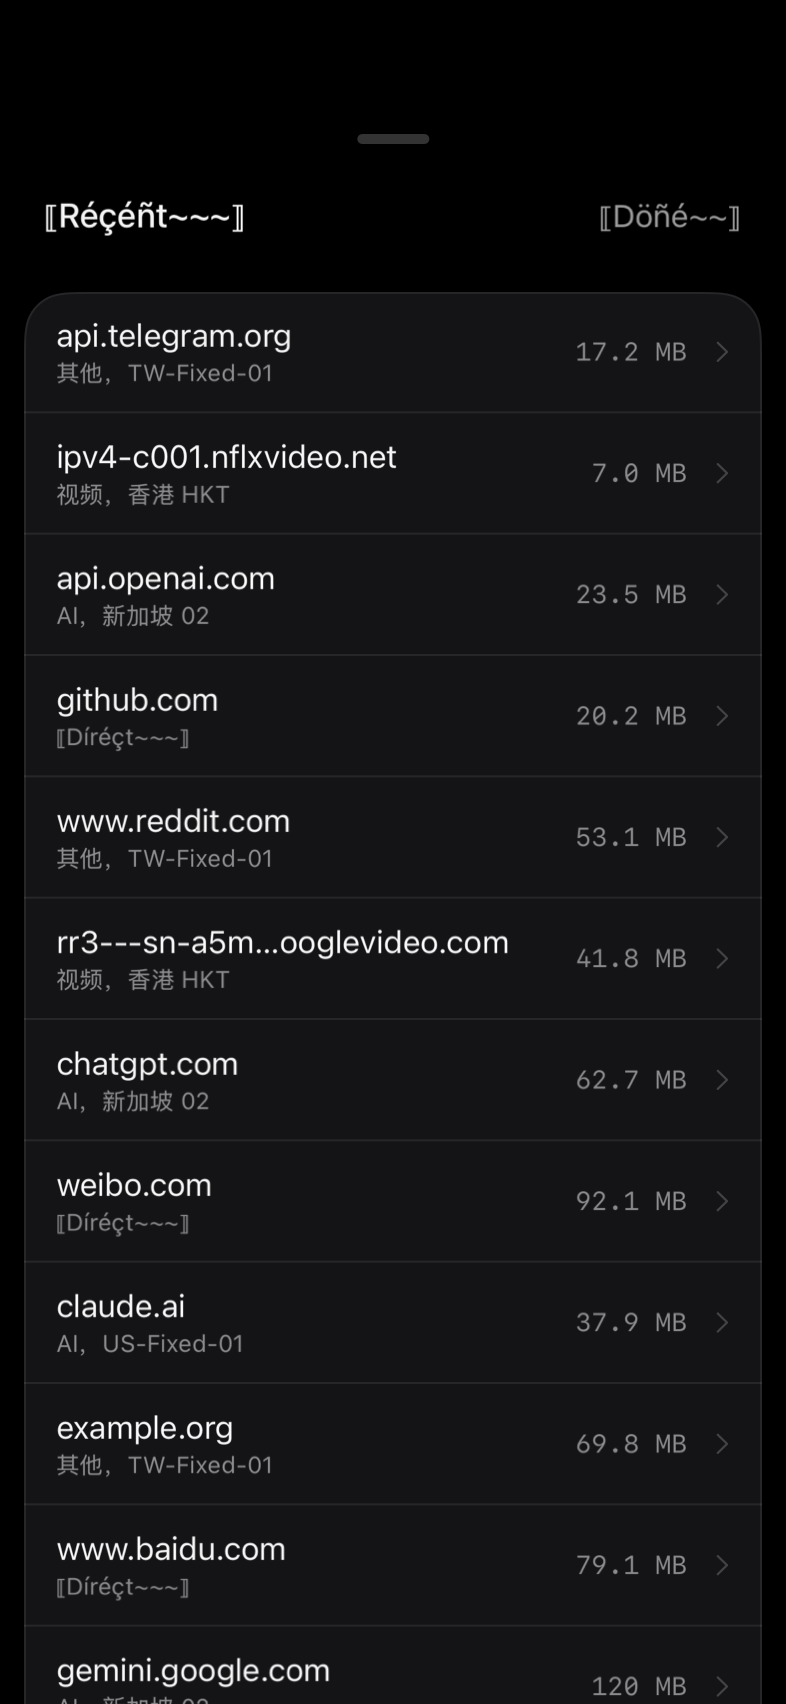 ⟦Réçéñt~~~⟧
⟦Döñé~~⟧
api.telegram.org
17.2 MB
其他，TW-Fixed-01
ipv4-c001.nflxvideo.net
7.0 MB
视频，香港 HKT
api.openai.com
23.5 MB
AI，新加坡 02
github.com
20.2 MB
⟦Díréçt~~~⟧
www.reddit.com
53.1 MB
其他，TW-Fixed-01
rr3---sn-a5m...ooglevideo.com
41.8 MB
视频，香港 HKT
chatgpt.com
62.7 MB
AI，新加坡 02
weibo.com
92.1 MB
⟦Díréçt~~~⟧
claude.ai
37.9 MB
AI，US-Fixed-01
example.org
69.8 MB
其他，TW-Fixed-01
www.baidu.com
79.1 MB
⟦Díréçt~~~⟧
gemini.google.com
120 MB